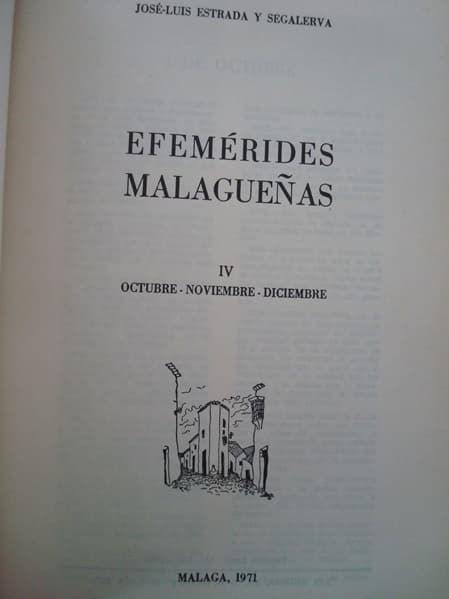 JOSÉ-LUIS ESTRADA Y SEGALERVA
EFEMÉRIDES
MALAGUEÑAS
IV
OCTUBRE - NOVIEMBRE - DICIEMBRE
MALAGA, 1971